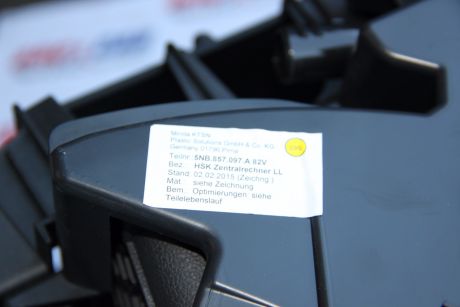 Minda KTSN
Plastic Solutions GmbH & Co. KG
Germany 01796 Pirna
Teilnr: 5NB.857.097 A 82V
Bez.: HSK Zentralrechner LL
Stand: 02.02.2015 (Zeichng.)
Mat.: siehe Zeichnung
Bem.: Optimierungen: siehe
Teilelebenslauf